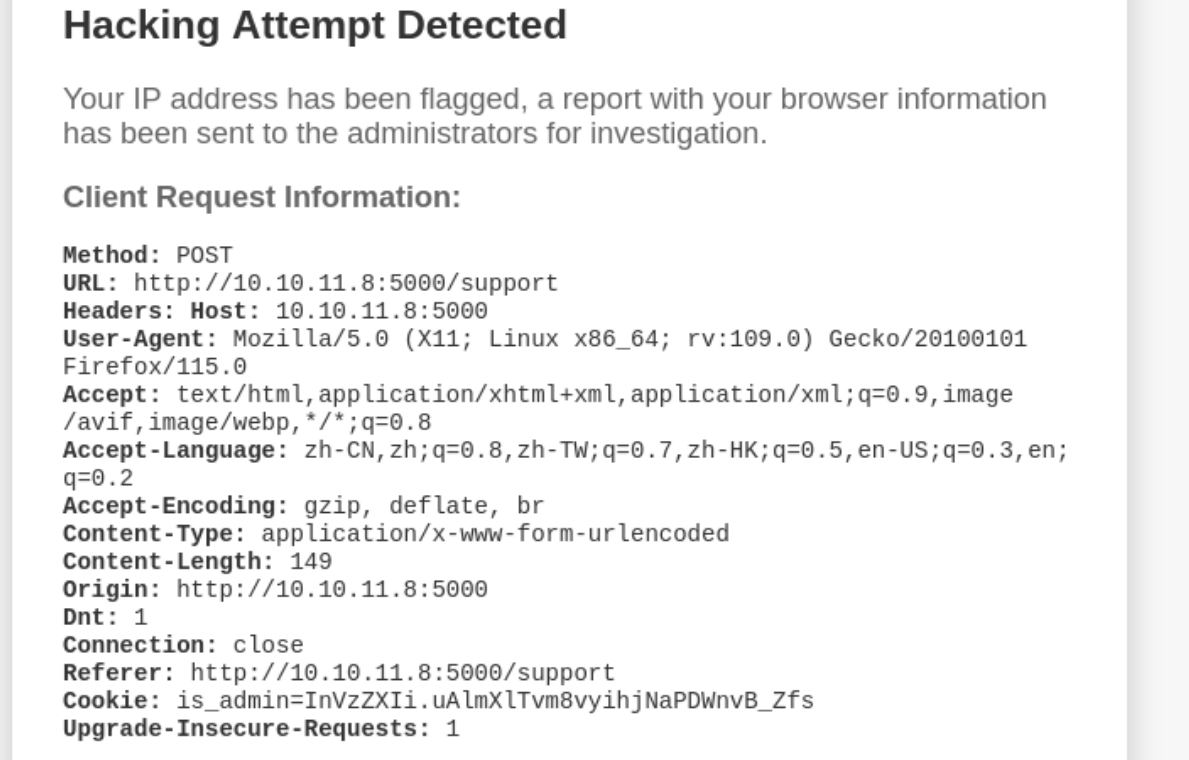 Hacking Attempt Detected
Your IP address has been flagged, a report with your browser information
has been sent to the administrators for investigation.
Client Request Information:
Method: POST
URL: http://10.10.11.8:5000/support
Headers: Host: 10.10.11.8:5000
User-Agent: Mozilla/5.0 (X11; Linux x86_64; rv:109.0) Gecko/20100101
Firefox/115.0
Accept: text/html,application/xhtml+xml,application/xml;q=0.9,image
/avif,image/webp,*/*;q=0.8
Accept-Language: zh-CN,zh;q=0.8,zh-TW;q=0.7,zh-HK;q=0.5,en-US;q=0.3,en;
q=0.2
Accept-Encoding: gzip, deflate, br
Content-Type: application/x-www-form-urlencoded
Content-Length: 149
Origin: http://10.10.11.8:5000
Dnt: 1
Connection: close
Referer: http://10.10.11.8:5000/support
Cookie: is_admin=InVzZXIi.uAlmXlTvm8vyihjNaPDWnvB_Zfs
Upgrade-Insecure-Requests: 1